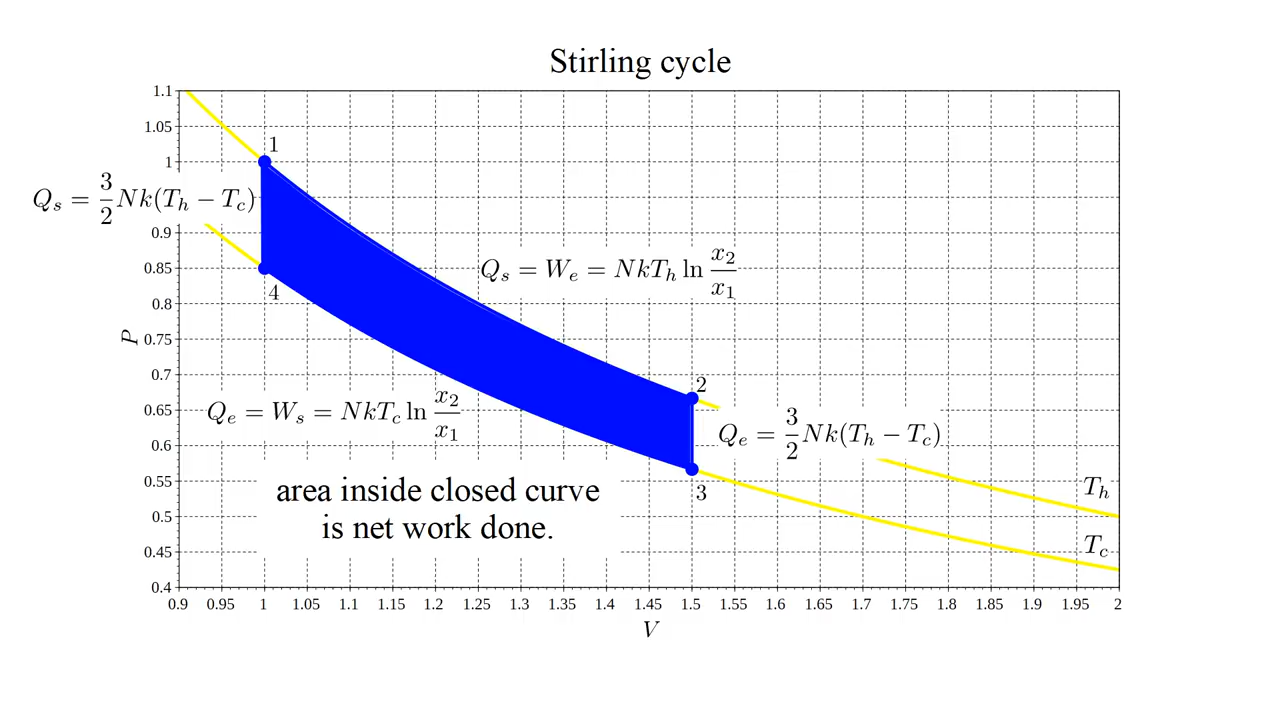 Stirling cycle
1.1
1.05
1
0.9
0.85
0.8
0.75
0.7
0.65
0.6
0.55
0.5
0.45
0.4
P
1
Q_s = \frac{3}{2}Nk(T_h − T_c)
4
Q_s = W_e = NkT_h ln \frac{x_2}{x_1}
2
Q_e = W_s = NkT_c ln \frac{x_2}{x_1}
Q_e = \frac{3}{2}Nk(T_h − T_c)
3
area inside closed curve
is net work done.
T_h
T_c
0.9 0.95 1 1.05 1.1 1.15 1.2 1.25 1.3 1.35 1.4 1.45 1.5 1.55 1.6 1.65 1.7 1.75 1.8 1.85 1.9 1.95 2
V